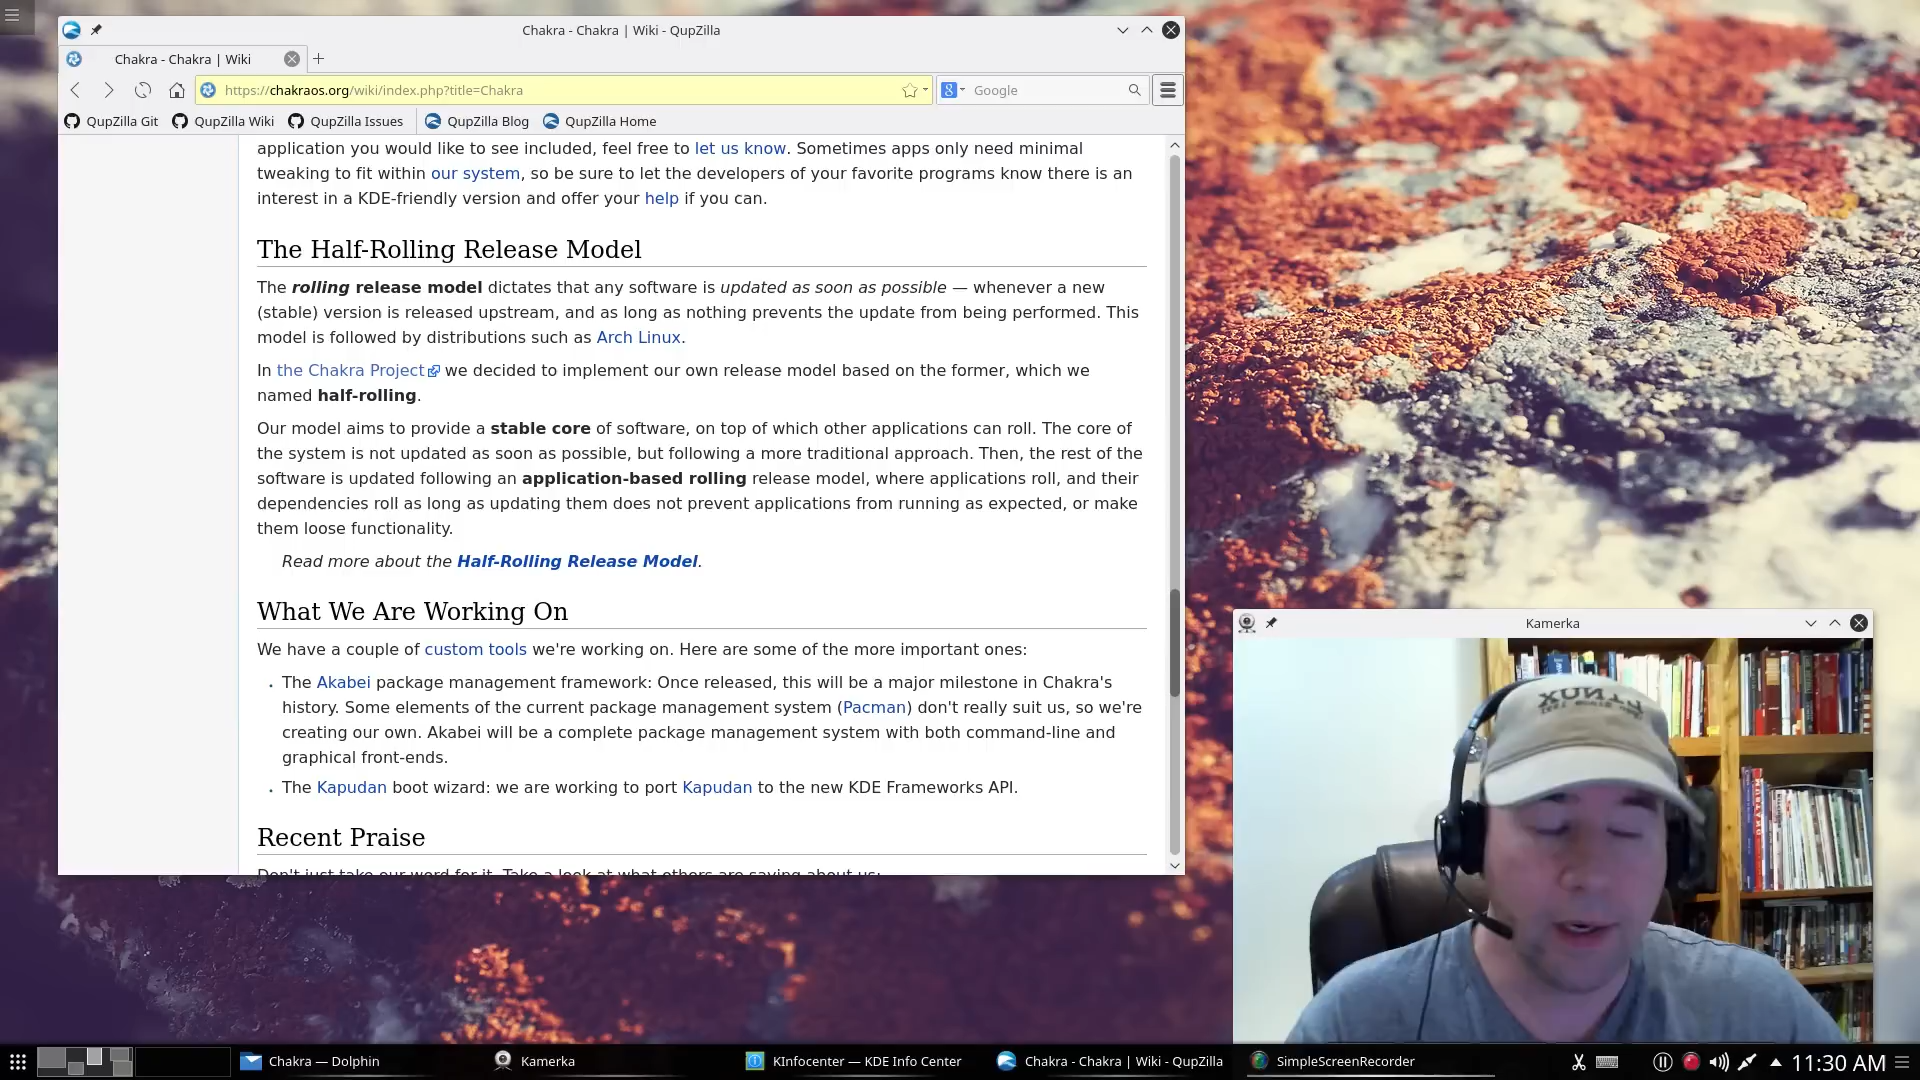 Chakra - Chakra | Wiki - QupZilla
Chakra - Chakra | Wiki
https://chakraos.org/wiki/index.php?title=Chakra
Google
QupZilla Git
QupZilla Wiki
QupZilla Issues
QupZilla Blog
QupZilla Home
application you would like to see included, feel free to let us know. Sometimes apps only need minimal
tweaking to fit within our system, so be sure to let the developers of your favorite programs know there is an
interest in a KDE-friendly version and offer your help if you can.
The Half-Rolling Release Model
The rolling release model dictates that any software is updated as soon as possible — whenever a new
(stable) version is released upstream, and as long as nothing prevents the update from being performed. This
model is followed by distributions such as Arch Linux.
In the Chakra Project we decided to implement our own release model based on the former, which we
named half-rolling.
Our model aims to provide a stable core of software, on top of which other applications can roll. The core of
the system is not updated as soon as possible, but following a more traditional approach. Then, the rest of the
software is updated following an application-based rolling release model, where applications roll, and their
dependencies roll as long as updating them does not prevent applications from running as expected, or make
them loose functionality.
Read more about the Half-Rolling Release Model.
What We Are Working On
We have a couple of custom tools we're working on. Here are some of the more important ones:
The Akabei package management framework: Once released, this will be a major milestone in Chakra's
history. Some elements of the current package management system (Pacman) don't really suit us, so we're
creating our own. Akabei will be a complete package management system with both command-line and
graphical front-ends.
The Kapudan boot wizard: we are working to port Kapudan to the new KDE Frameworks API.
Recent Praise
Don't just take our word for it. Take a look at what others are saying about us:
Kamerka
LINUX
Chakra — Dolphin
Kamerka
KInfocenter — KDE Info Center
Chakra - Chakra | Wiki - QupZilla
SimpleScreenRecorder
11:30 AM